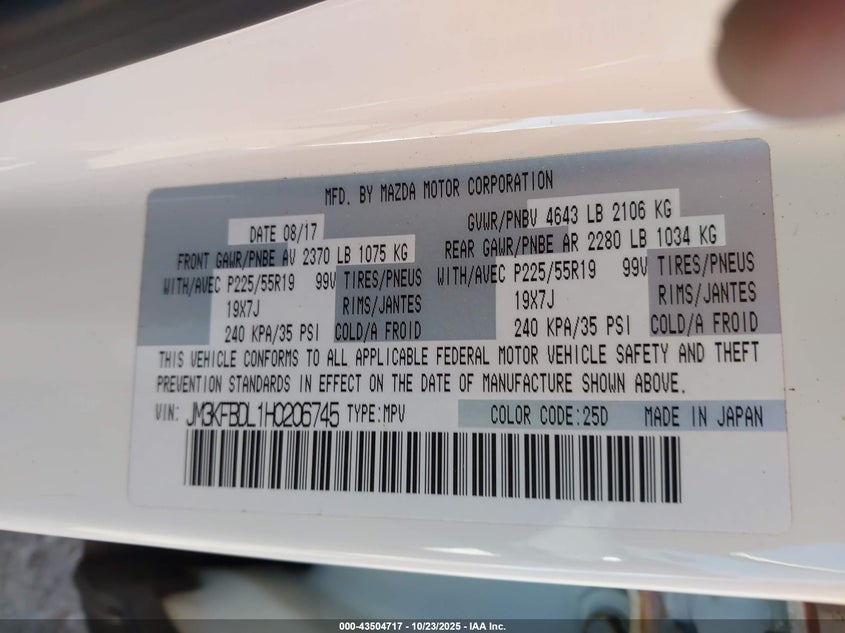 MFD. BY MAZDA MOTOR CORPORATION
DATE 08/17 GVWR/PNBV 4643 LB 2106 KG
FRONT GAWR/PNBE AV 2370 LB 1075 KG REAR GAWR/PNBE AR 2280 LB 1034 KG
WITH/AVEC P225/55R19 99V TIRES/PNEUS WITH/AVEC P225/55R19 99V TIRES/PNEUS
19X7J RIMS/JANTES 19X7J RIMS/JANTES
240 KPA/35 PSI COLD/A FROID 240 KPA/35 PSI COLD/A FROID
THIS VEHICLE CONFORMS TO ALL APPLICABLE FEDERAL MOTOR VEHICLE SAFETY AND THEFT
PREVENTION STANDARDS IN EFFECT ON THE DATE OF MANUFACTURE SHOWN ABOVE.
VIN: JM3KFBDL1H0206745 TYPE:MPV COLOR CODE:25D MADE IN JAPAN
000-43504717 - 10/23/2025 - IAA Inc.